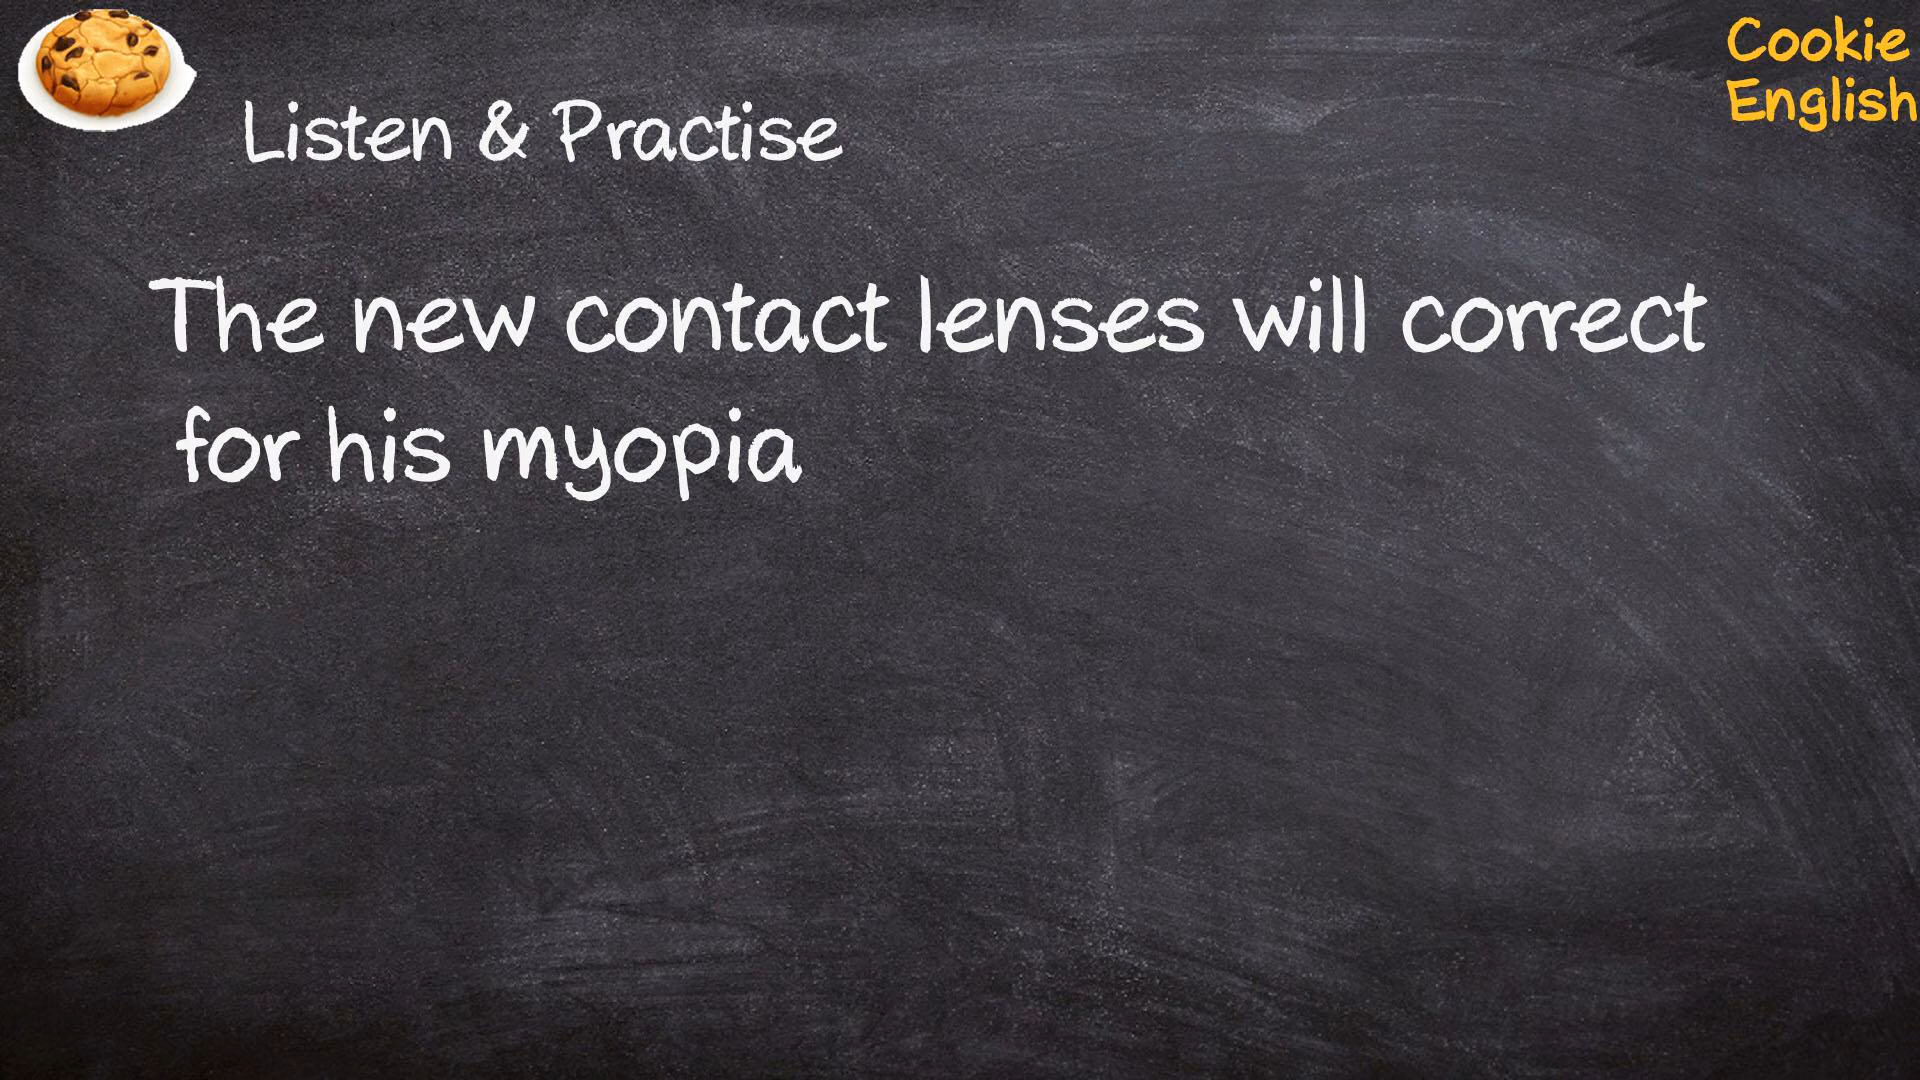 Cookie
English
Listen & Practise
The new contact lenses will correct
for his myopia